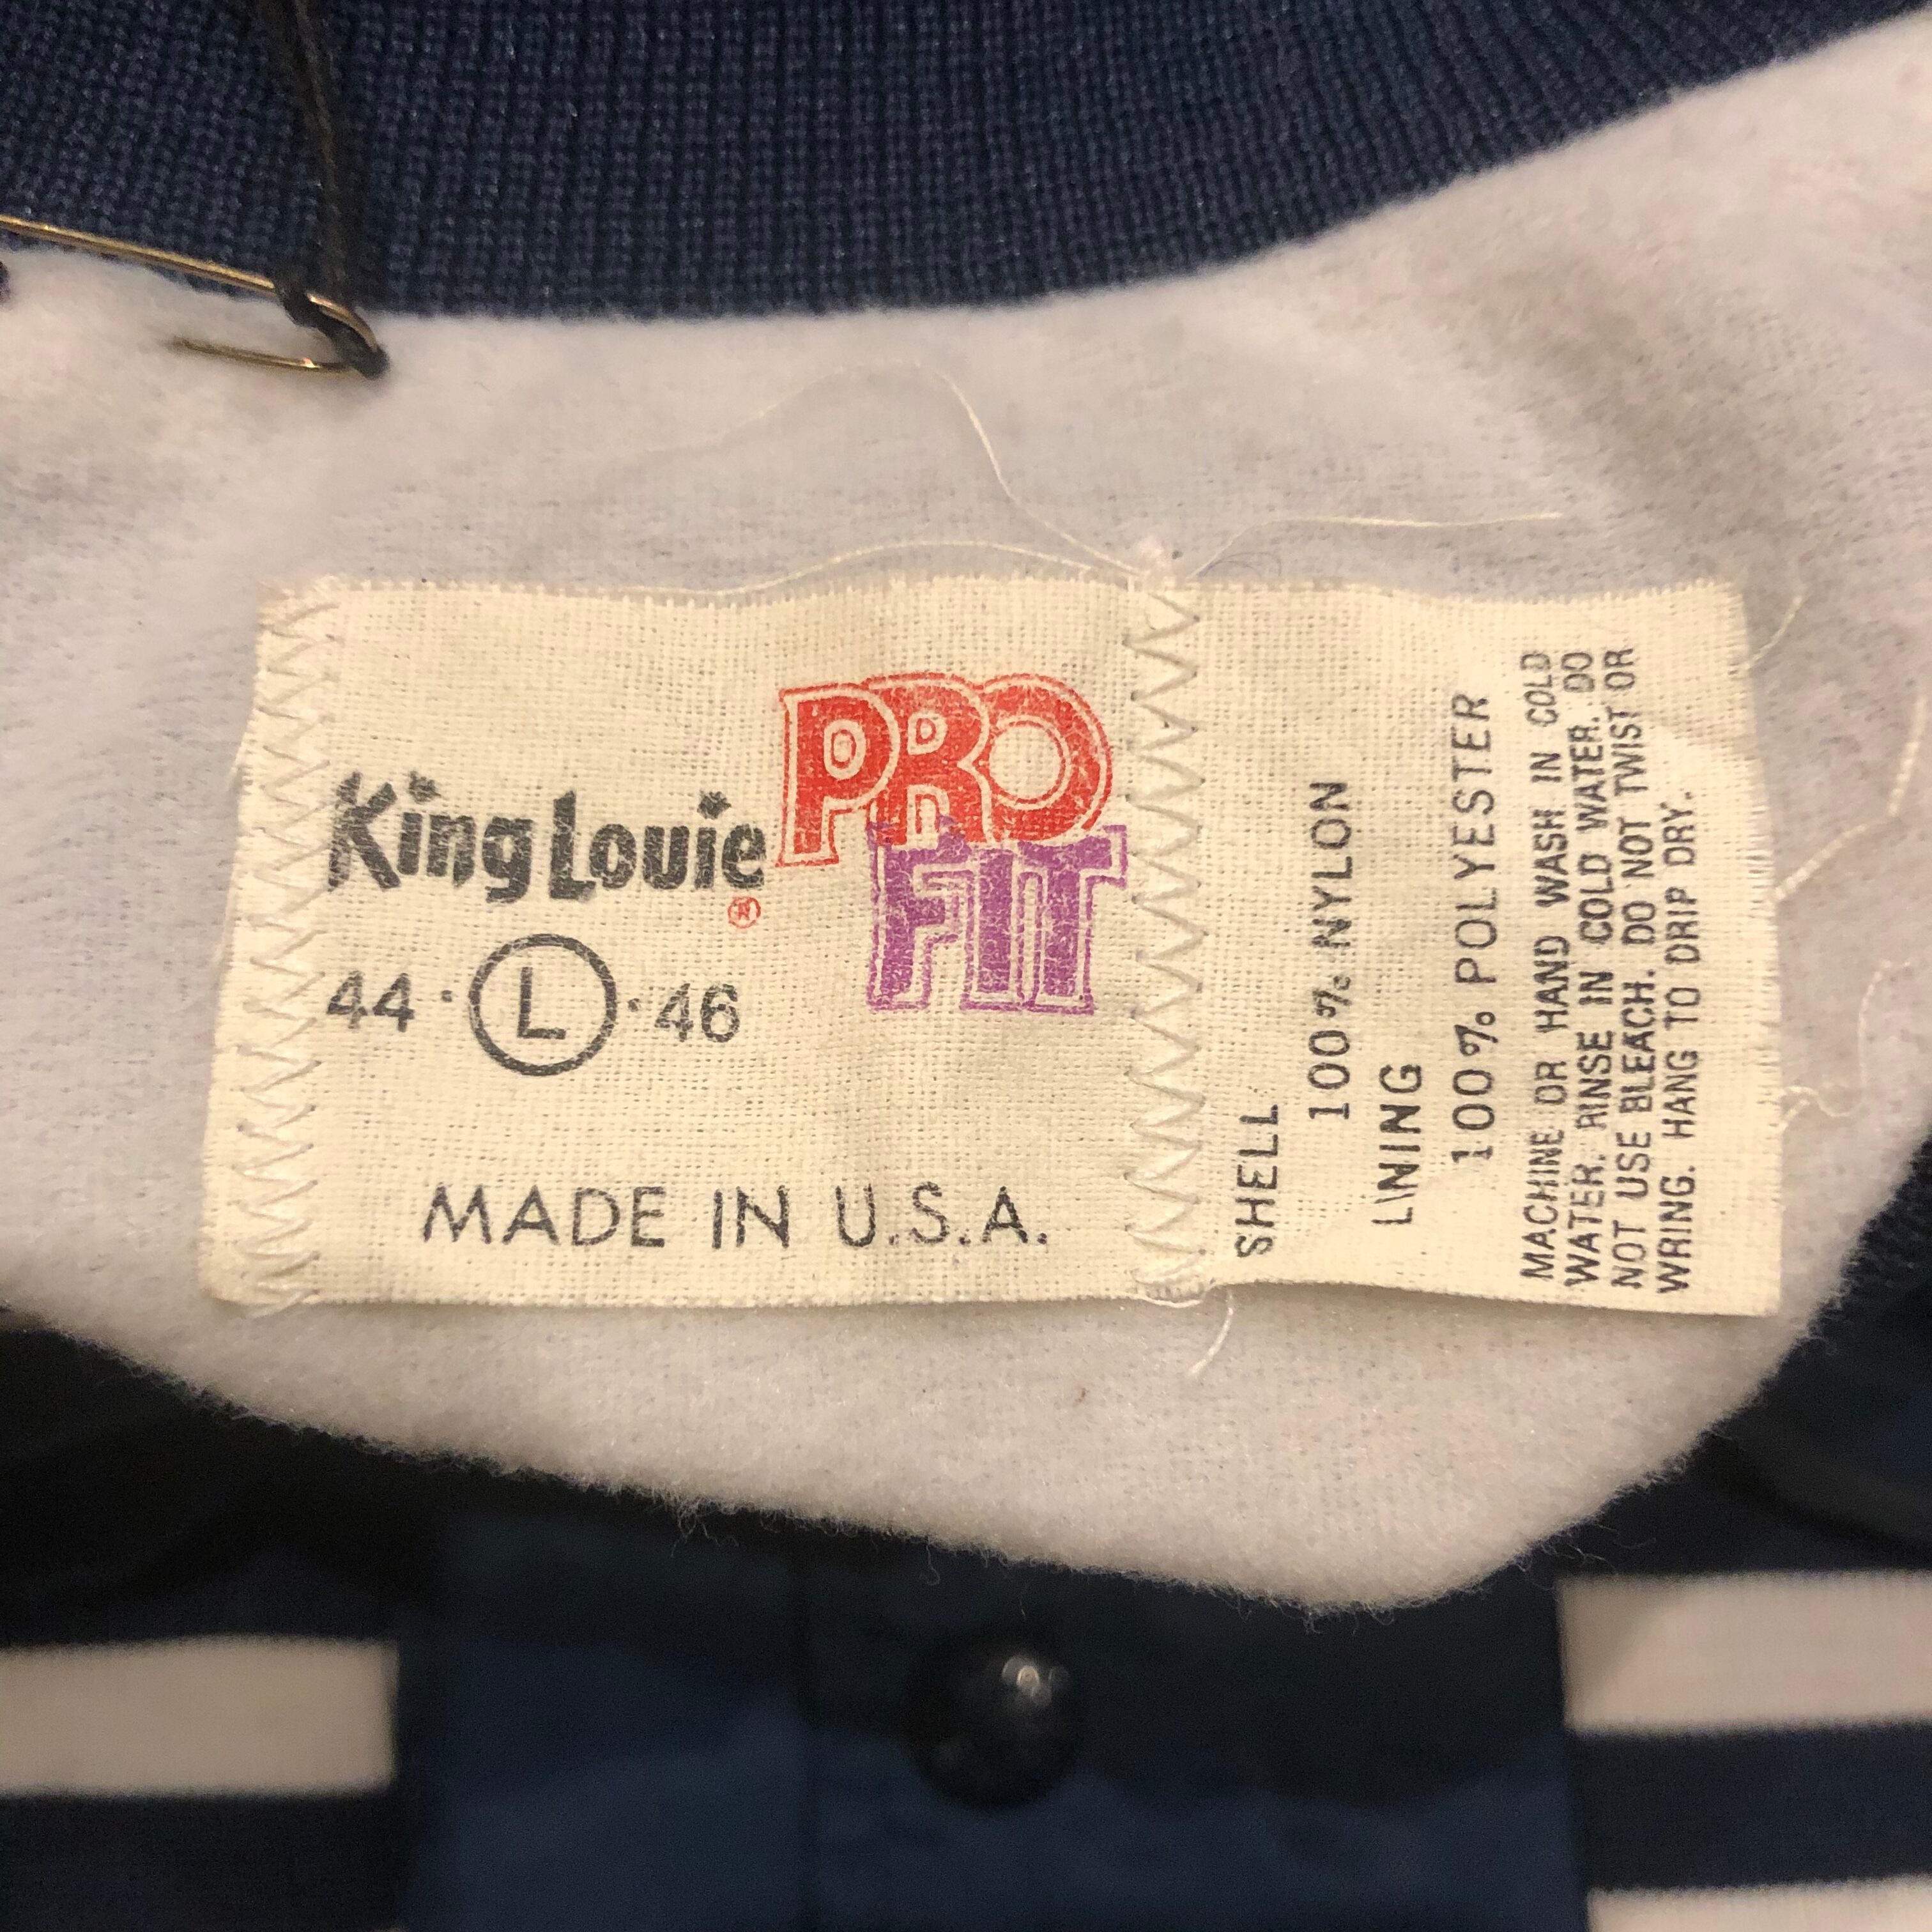 King Louie PRO FIT
®
44 · L · 46
MADE IN U.S.A.
SHELL
100% NYLON
LINING
100% POLYESTER
MACHINE OR HAND WASH IN COLD
WATER. RINSE IN COLD WATER. DO
NOT USE BLEACH. DO NOT TWIST OR
WRING. HANG TO DRIP DRY.